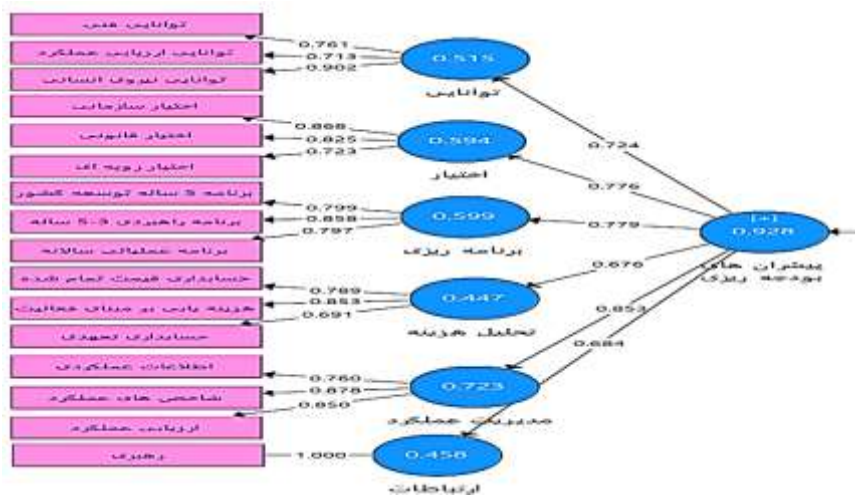 توانایی فنی
توانایی ارزیابی عملکرد
توانایی نیروی انسانی
0.761
0.713
0.902
0.515
توانایی
اختیار سازمانی
اختیار قانونی
اختیار رویه ای
0.868
0.825
0.723
0.594
اختیار
برنامه 5 ساله توسعه کشور
برنامه راهبردی 3-5 ساله
برنامه عملیاتی سالانه
0.799
0.858
0.797
0.599
برنامه ریزی
حسابداری قیمت تمام شده
هزینه یابی بر مبنای فعالیت
حسابداری تعهدی
0.789
0.853
0.691
0.447
تحلیل هزینه
اطلاعات عملکردی
شاخص های عملکرد
ارزیابی عملکرد
0.760
0.878
0.850
0.723
مدیریت عملکرد
رهبری
1.000
0.458
ارتباطات
0.724
0.776
0.779
0.676
0.853
0.684
[+]
0.928
پیشران های
بودجه ریزی